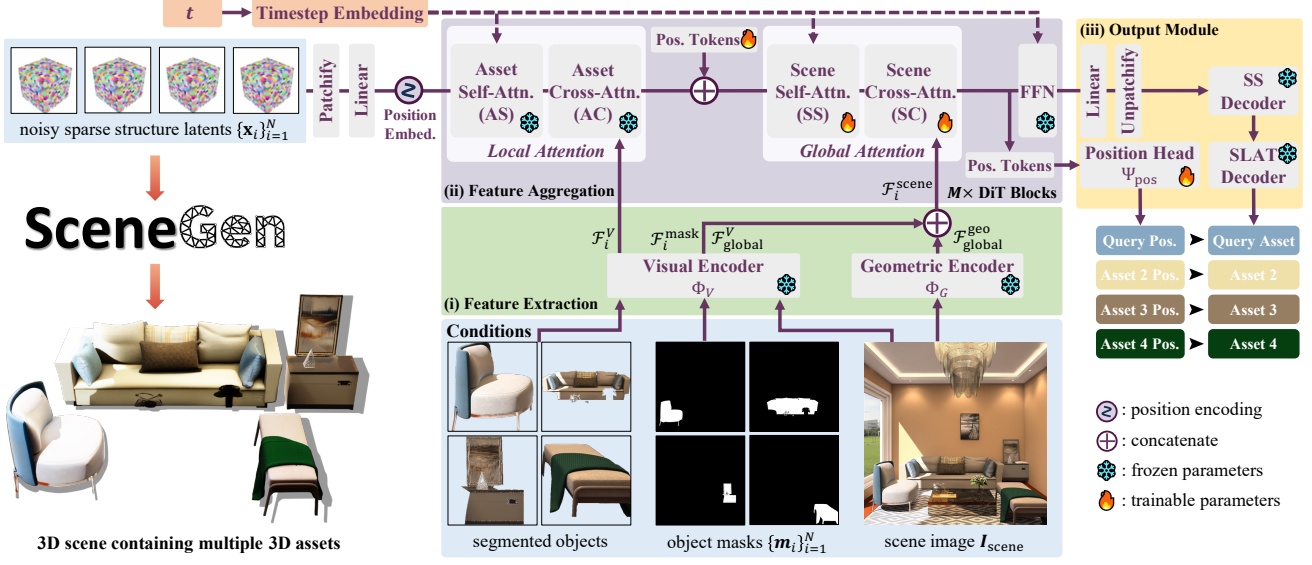 t
Timestep Embedding
noisy sparse structure latents {x_i}_{i=1}^N
Patchify
Linear
Position
Embed.
Asset
Self-Attn.
(AS)
Asset
Cross-Attn.
(AC)
Local Attention
Pos. Tokens
Scene
Self-Attn.
(SS)
Scene
Cross-Attn.
(SC)
Global Attention
FFN
Pos. Tokens
(ii) Feature Aggregation
M× DiT Blocks
(iii) Output Module
Linear
Unpatchify
SS
Decoder
SLAT
Decoder
Position Head
Ψ_pos
SceneGen
F_i^V
F_i^mask
F_global^V
F_i^scene
F_global^geo
Visual Encoder
Φ_V
Geometric Encoder
Φ_G
(i) Feature Extraction
Query Pos.
Query Asset
Asset 2 Pos.
Asset 2
Asset 3 Pos.
Asset 3
Asset 4 Pos.
Asset 4
Conditions
segmented objects
object masks {m_i}_{i=1}^N
scene image I_scene
: position encoding
: concatenate
: frozen parameters
: trainable parameters
3D scene containing multiple 3D assets